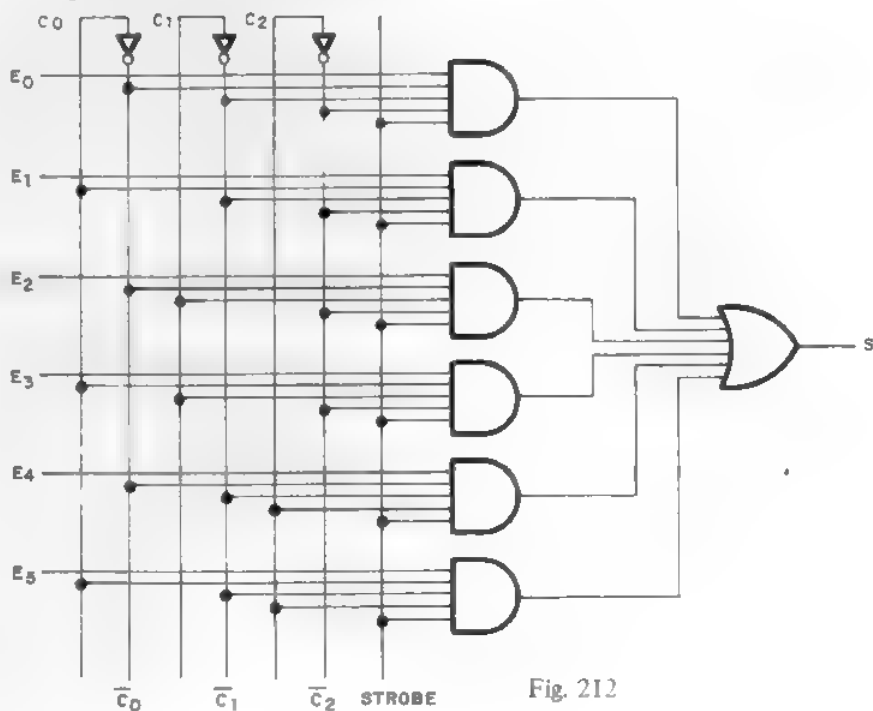 C0 C1 C2
E0
E1
E2
S
E3
E4
E5
C̅0 C̅1 C̅2 STROBE
Fig. 212